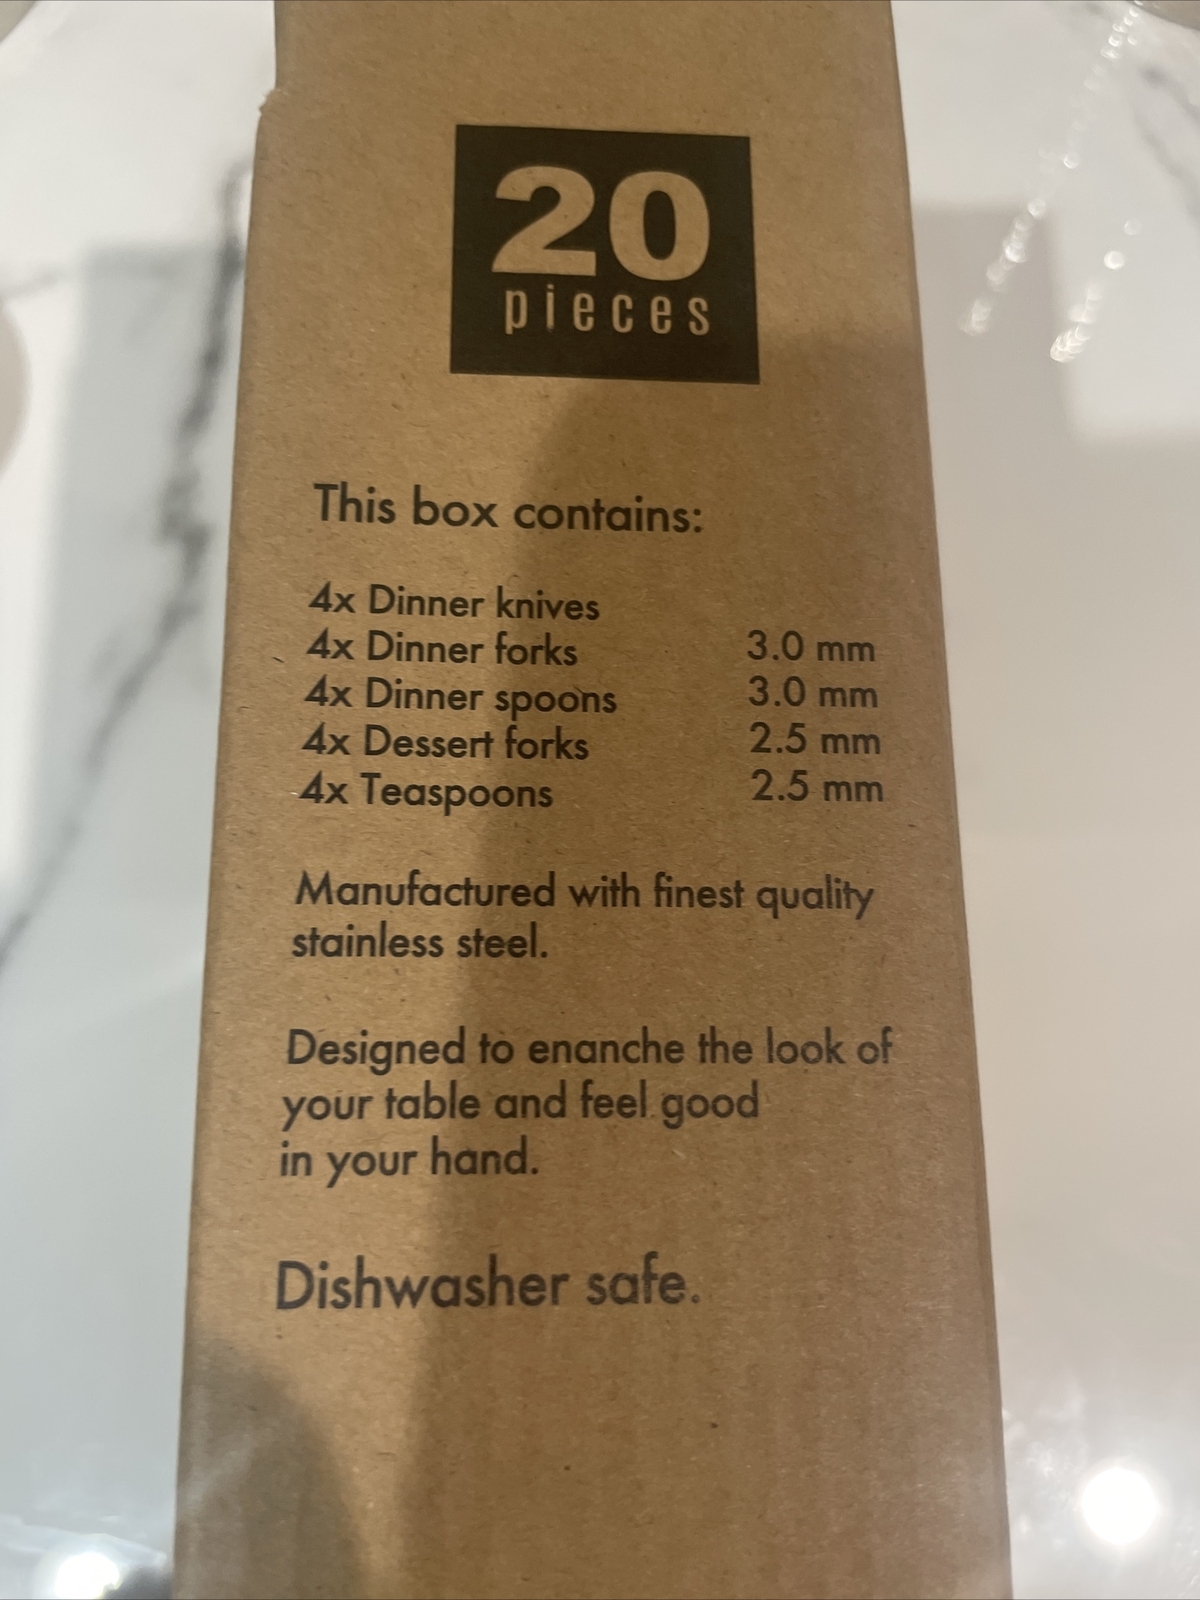 20
pieces
This box contains:
4x Dinner knives
4x Dinner forks 3.0 mm
4x Dinner spoons 3.0 mm
4x Dessert forks 2.5 mm
4x Teaspoons 2.5 mm
Manufactured with finest quality
stainless steel.
Designed to enanche the look of
your table and feel good
in your hand.
Dishwasher safe.